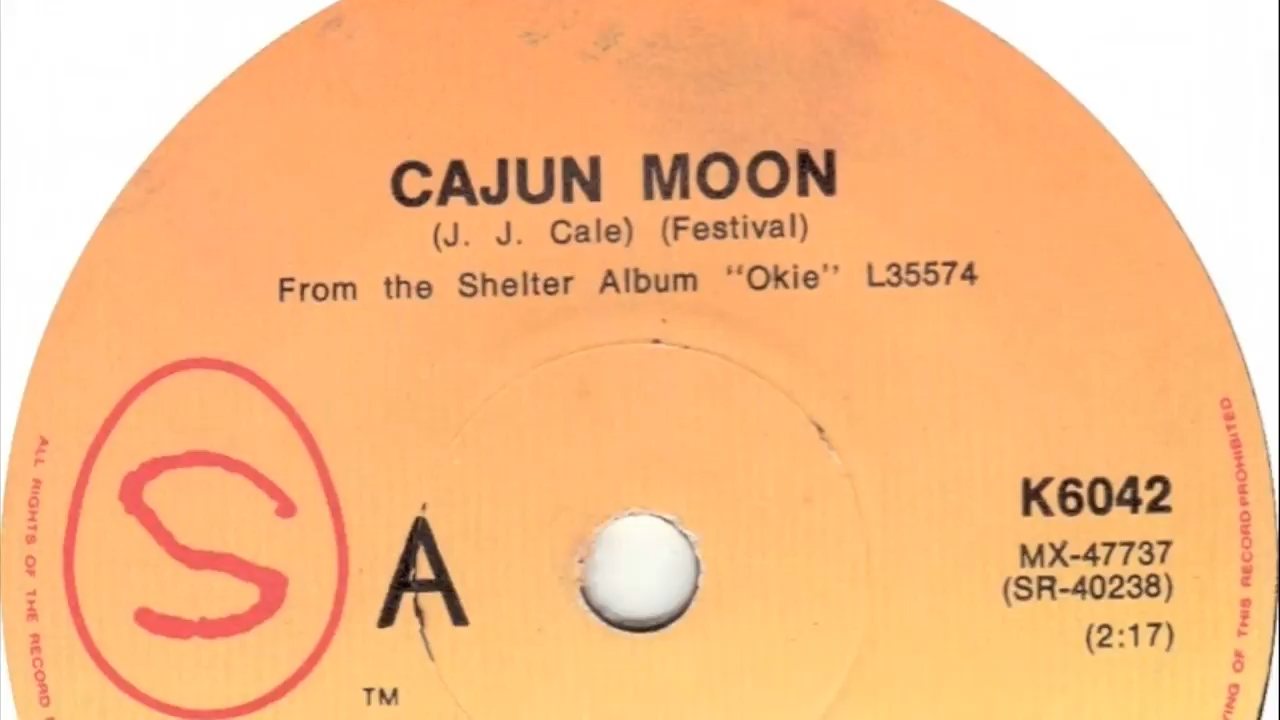 CAJUN MOON
(J. J. Cale) (Festival)
From the Shelter Album "Okie" L35574
S
A
TM
K6042
MX-47737
(SR-40238)
(2:17)
ALL RIGHTS OF THE RECORD
OF THIS RECORD PROHIBITED